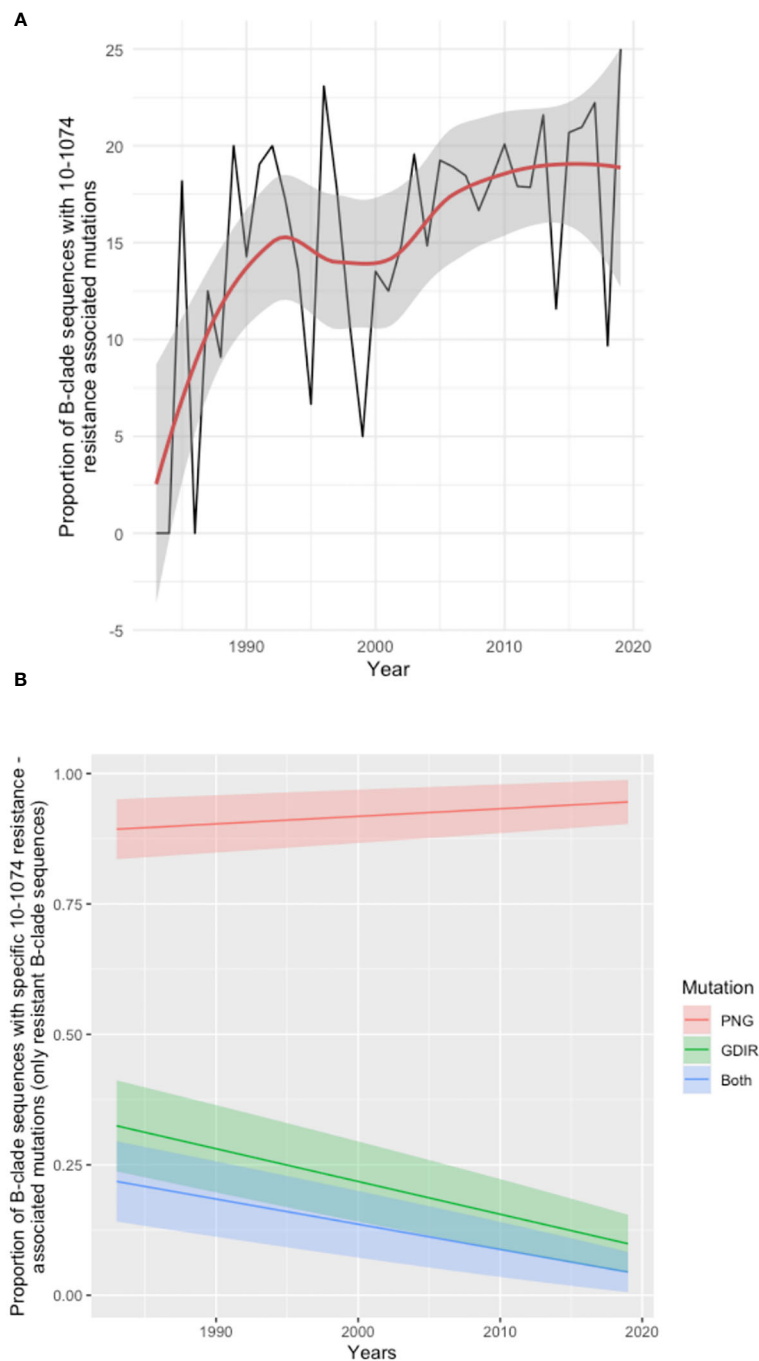 A
Proportion of B-clade sequences with 10-1074
resistance associated mutations
25
20
15
10
5
0
-5
1990
2000
2010
2020
Year
B
Proportion of B-clade sequences with specific 10-1074 resistance -
associated mutations (only resistant B-clade sequences)
1.00
0.75
0.50
0.25
0.00
1990
2000
2010
2020
Years
Mutation
PNG
GDIR
Both